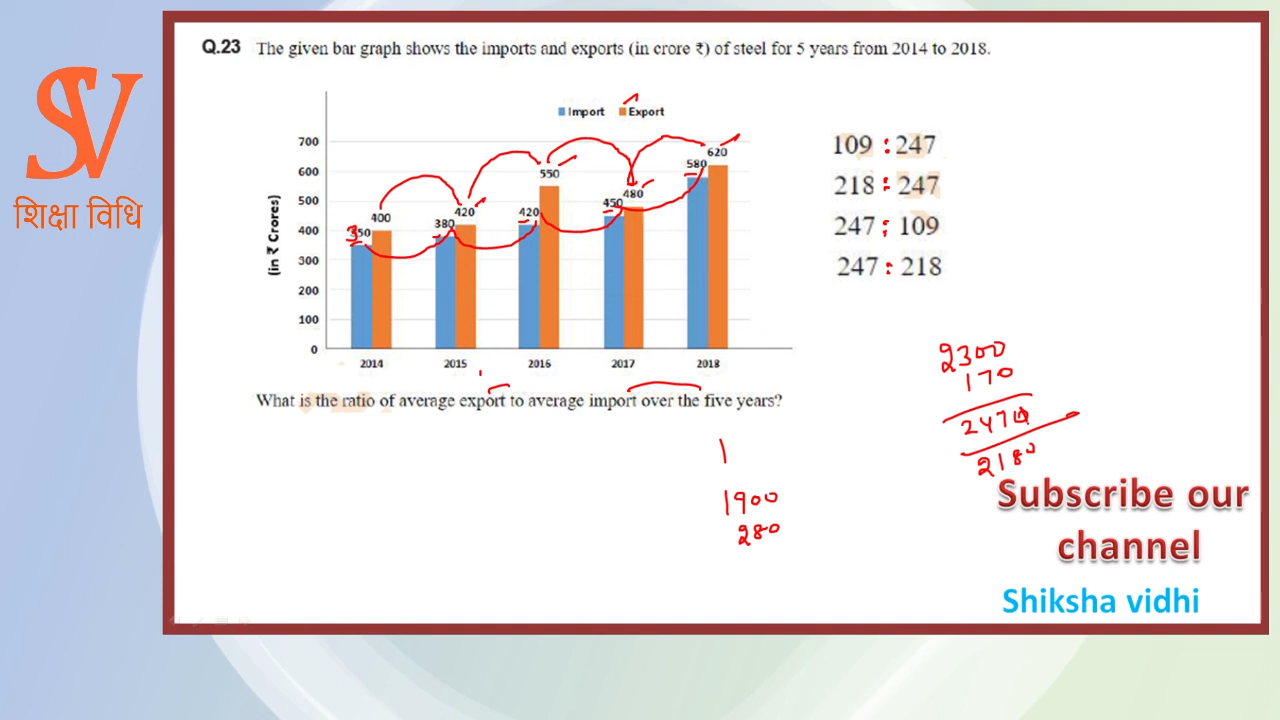 SV
शिक्षा विधि
Q.23 The given bar graph shows the imports and exports (in crore ₹) of steel for 5 years from 2014 to 2018.
Import Export
700
600
500
400
300
200
100
0
(in ₹ Crores)
350 400
380 420
420 550
450 480
580 620
2014 2015 2016 2017 2018
What is the ratio of average export to average import over the five years?
109 : 247
218 : 247
247 : 109
247 : 218
2300
170
2470
2180
1
1900
280
Subscribe our
channel
Shiksha vidhi